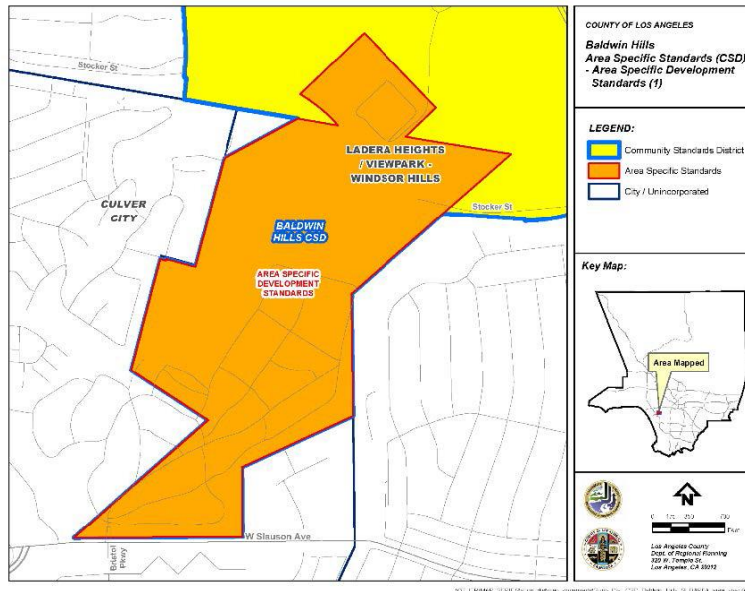 COUNTY OF LOS ANGELES
Baldwin Hills
Area Specific Standards (CSD)
- Area Specific Development
Standards (1)
LEGEND:
Community Standards District
Area Specific Standards
City / Unincorporated
Key Map:
Area Mapped
N
Los Angeles County
Dept. of Regional Planning
320 W. Temple St.
Los Angeles, CA 90012
Stocker St
LADERA HEIGHTS
/ VIEWPARK -
WINDSOR HILLS
CULVER
CITY
Stocker St
BALDWIN
HILLS CSD
AREA SPECIFIC
DEVELOPMENT
STANDARDS
W Slauson Ave
Bristol
Pkwy